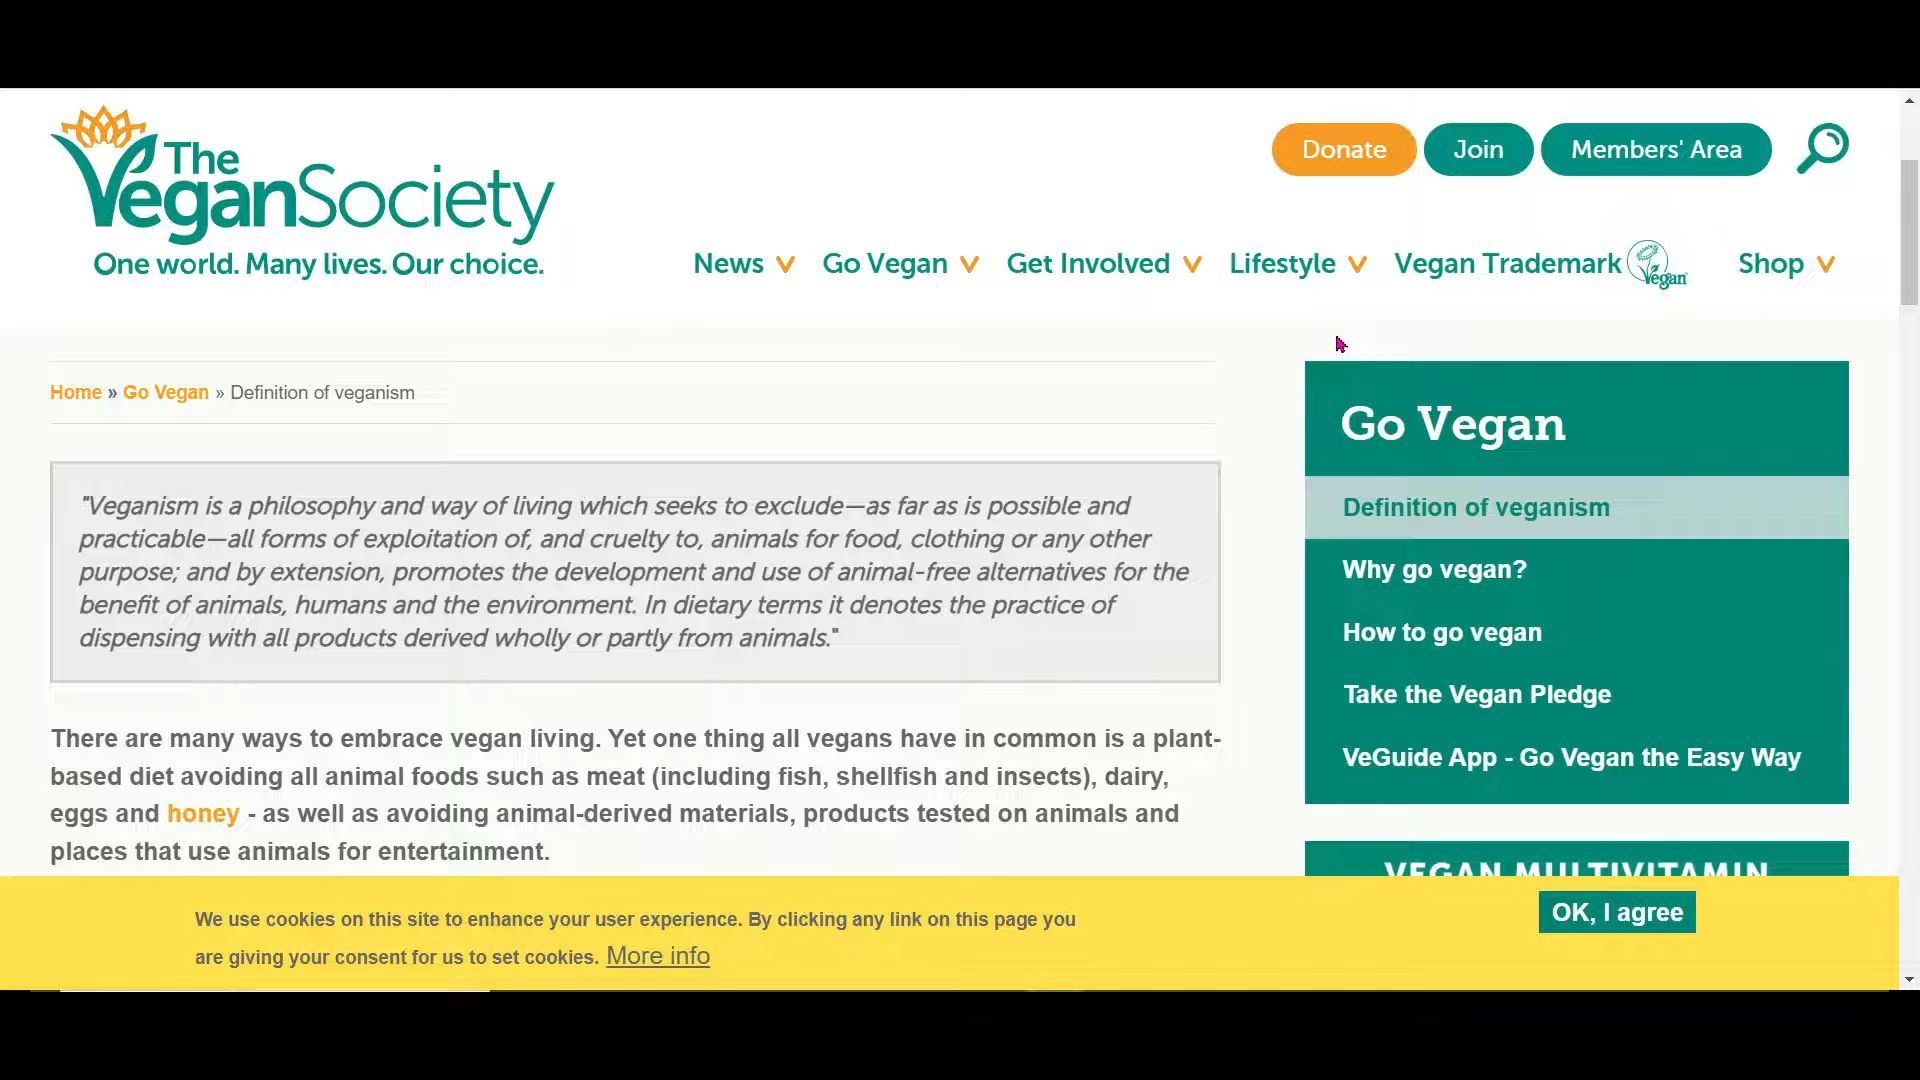 The
VeganSociety
One world. Many lives. Our choice.
Donate
Join
Members' Area
News
Go Vegan
Get Involved
Lifestyle
Vegan Trademark
Vegan
Shop
Home » Go Vegan » Definition of veganism
"Veganism is a philosophy and way of living which seeks to exclude—as far as is possible and
practicable—all forms of exploitation of, and cruelty to, animals for food, clothing or any other
purpose; and by extension, promotes the development and use of animal-free alternatives for the
benefit of animals, humans and the environment. In dietary terms it denotes the practice of
dispensing with all products derived wholly or partly from animals."
There are many ways to embrace vegan living. Yet one thing all vegans have in common is a plant-
based diet avoiding all animal foods such as meat (including fish, shellfish and insects), dairy,
eggs and honey - as well as avoiding animal-derived materials, products tested on animals and
places that use animals for entertainment.
Go Vegan
Definition of veganism
Why go vegan?
How to go vegan
Take the Vegan Pledge
VeGuide App - Go Vegan the Easy Way
VEGAN MULTIVITAMIN
We use cookies on this site to enhance your user experience. By clicking any link on this page you
are giving your consent for us to set cookies. More info
OK, I agree